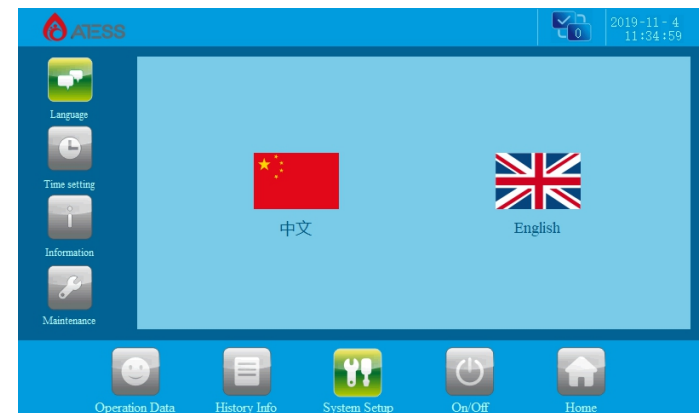 ATESS
0
2019-11- 4
11:34:59
Language
Time setting
Information
Maintenance
中文
English
Operation Data
History Info
System Setup
On/Off
Home